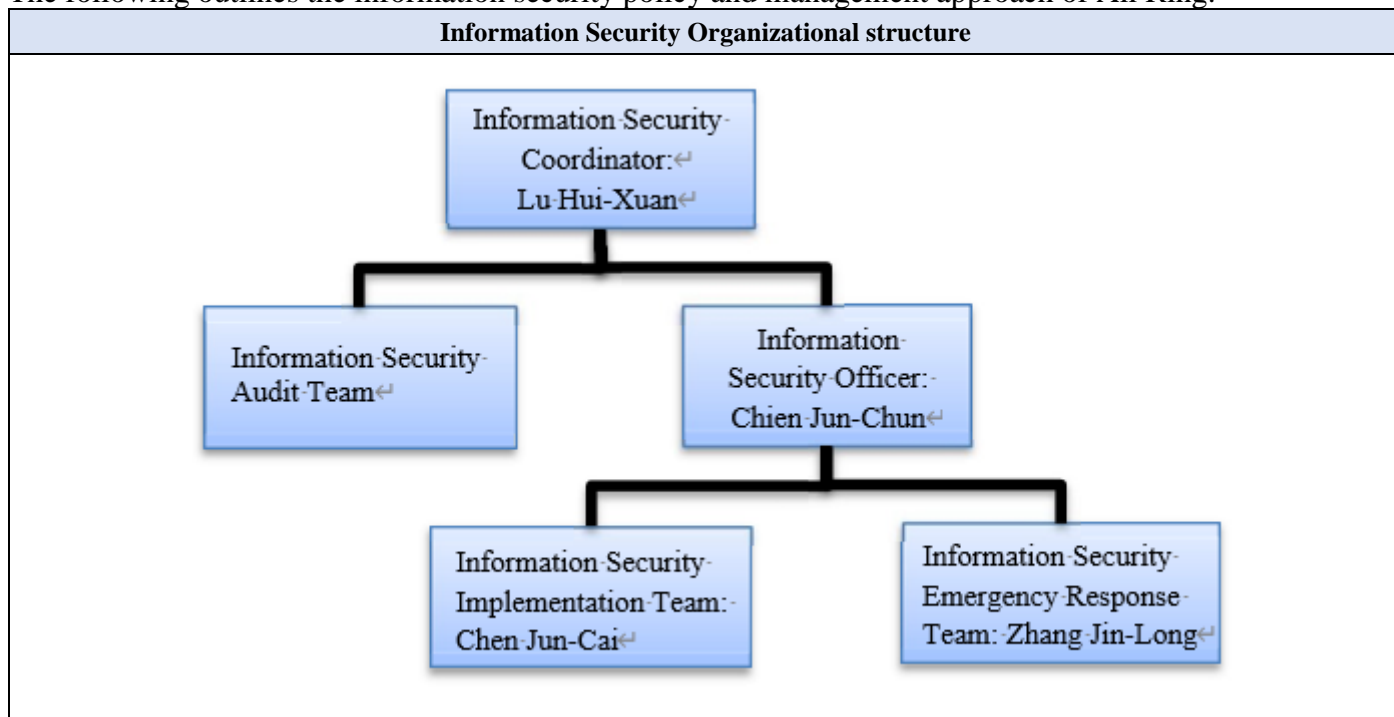 The following outlines the information security policy and management approach of All Ring:
Information Security Organizational structure
Information Security
Coordinator:
Lu Hui-Xuan
Information Security
Audit Team
Information
Security Officer:
Chien Jun-Chun
Information Security
Implementation Team:
Chen Jun-Cai
Information Security
Emergency Response
Team: Zhang Jin-Long